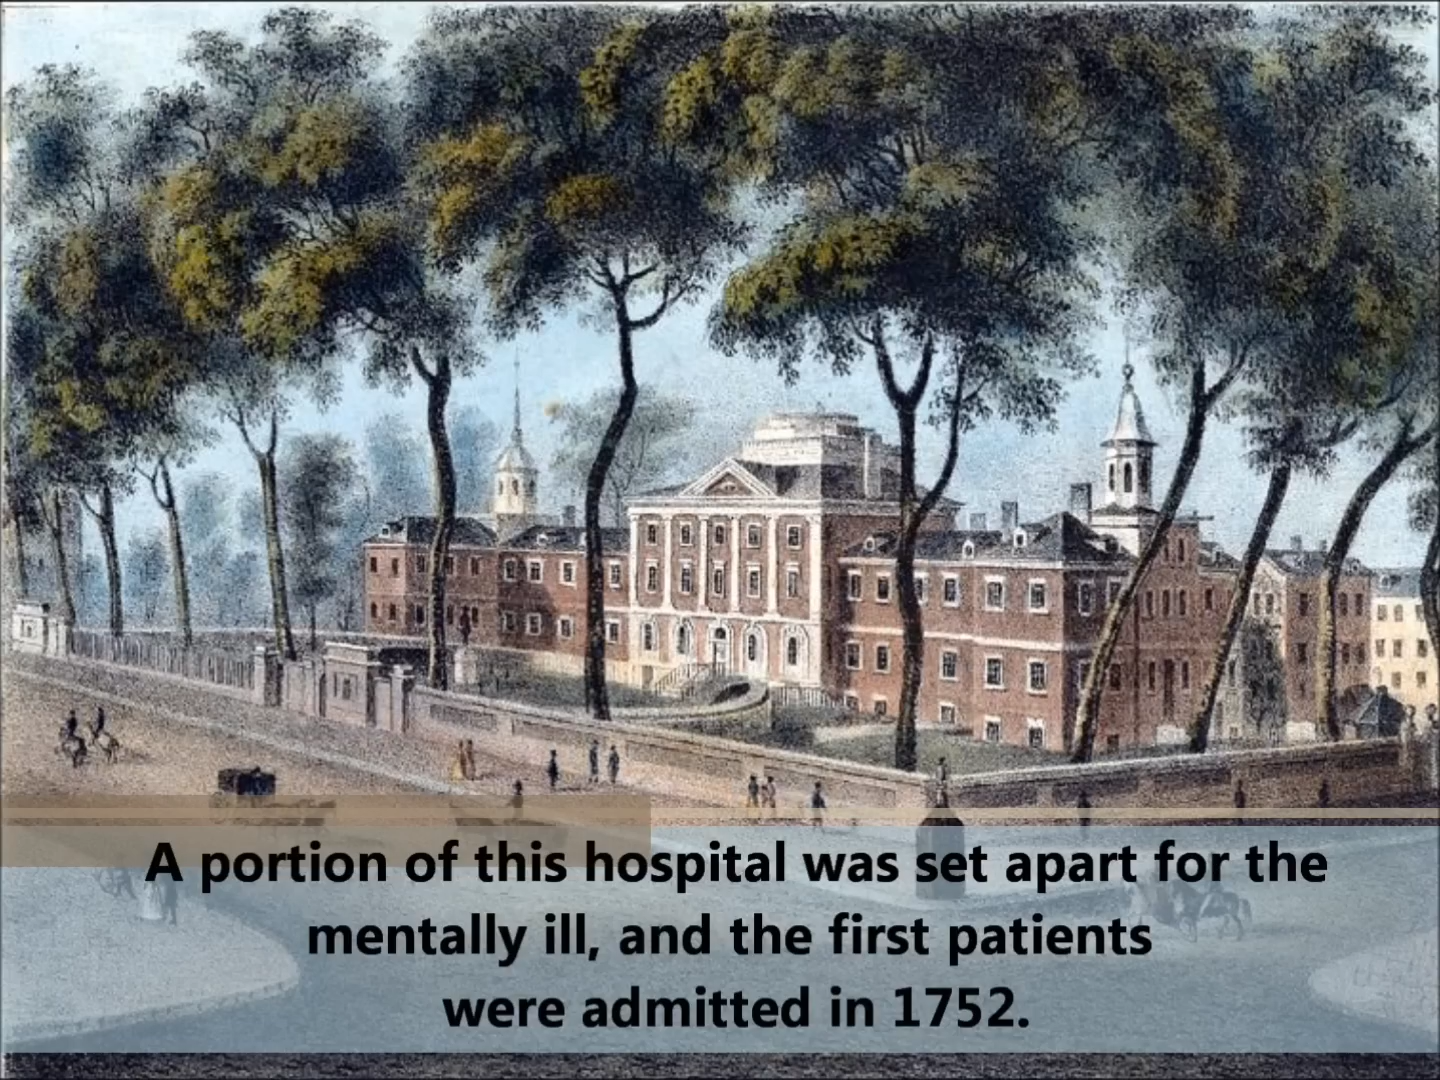 A portion of this hospital was set apart for the
mentally ill, and the first patients
were admitted in 1752.